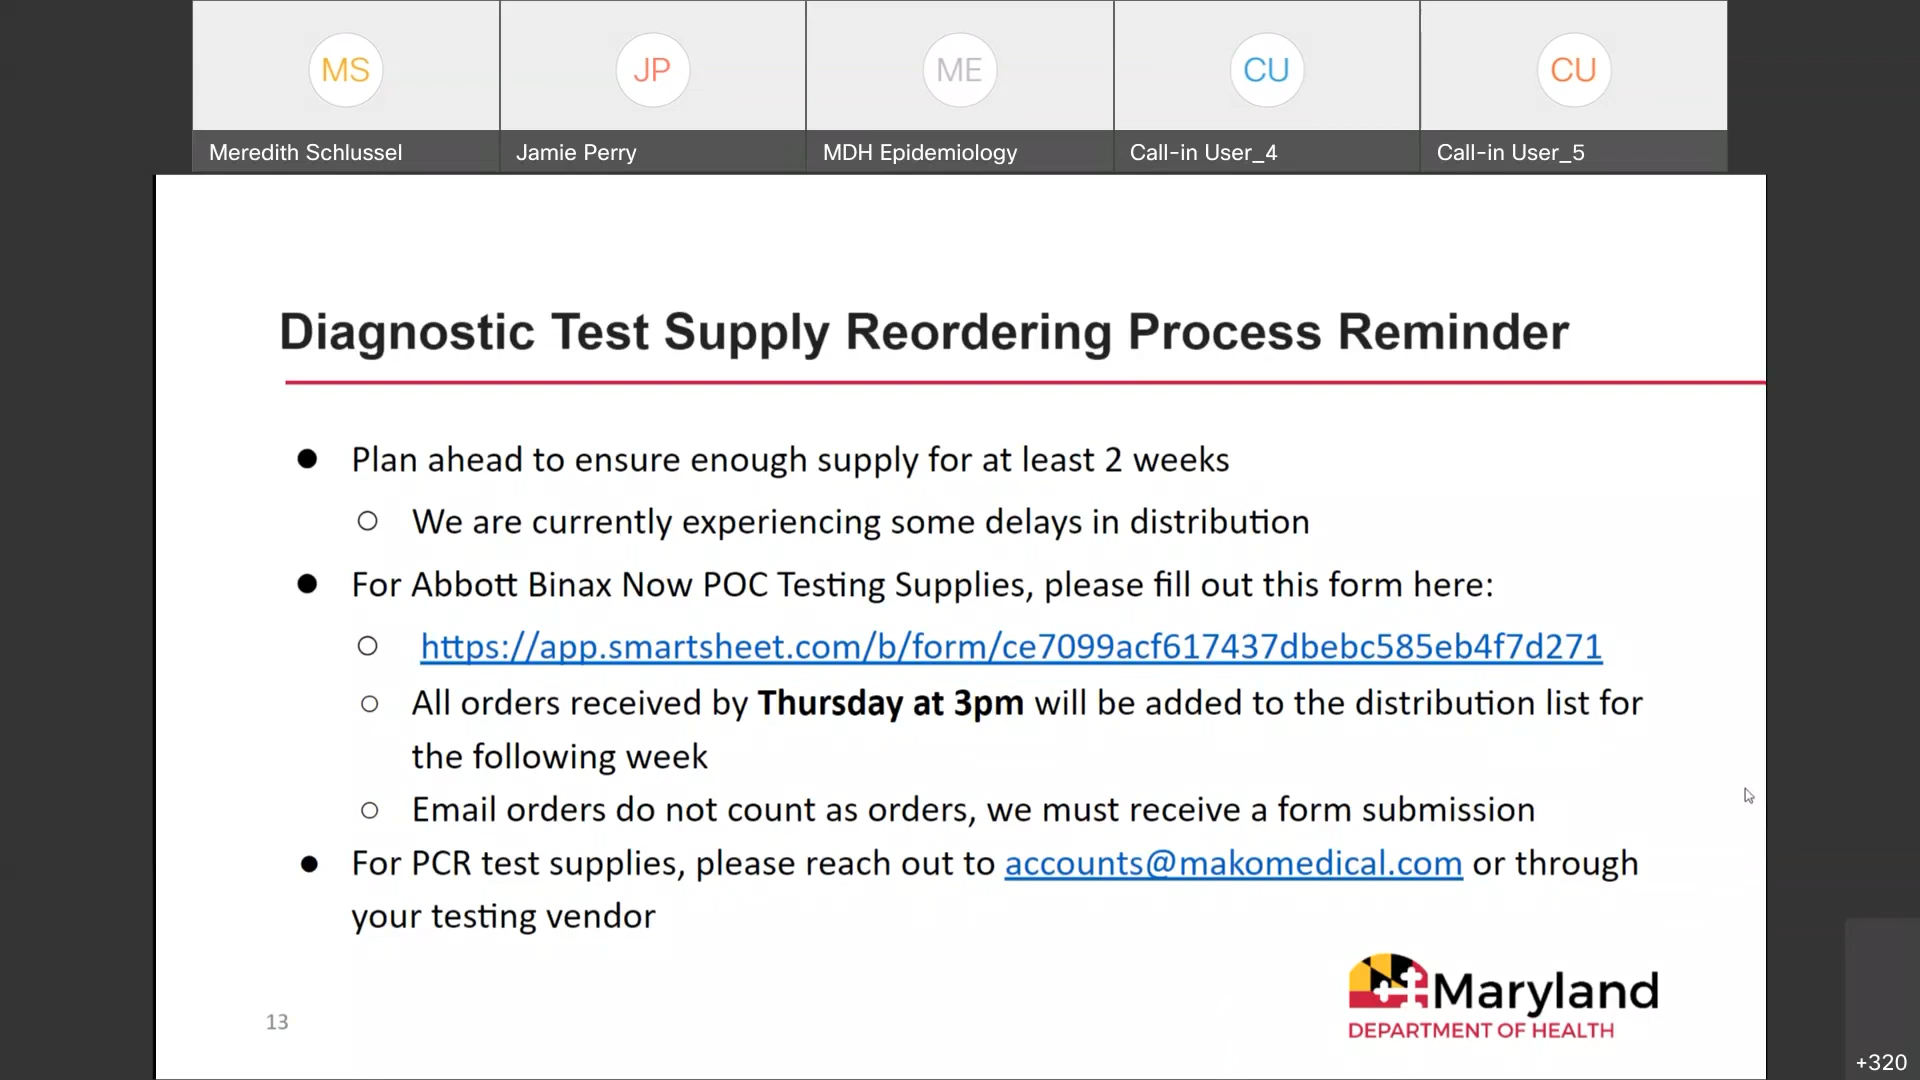 MS
JP
ME
CU
CU
Meredith Schlussel
Jamie Perry
MDH Epidemiology
Call-in User_4
Call-in User_5
Diagnostic Test Supply Reordering Process Reminder
● Plan ahead to ensure enough supply for at least 2 weeks
○ We are currently experiencing some delays in distribution
● For Abbott Binax Now POC Testing Supplies, please fill out this form here:
○ https://app.smartsheet.com/b/form/ce7099acf617437dbebc585eb4f7d271
○ All orders received by Thursday at 3pm will be added to the distribution list for
the following week
○ Email orders do not count as orders, we must receive a form submission
● For PCR test supplies, please reach out to accounts@makomedical.com or through
your testing vendor
Maryland
DEPARTMENT OF HEALTH
13
+320